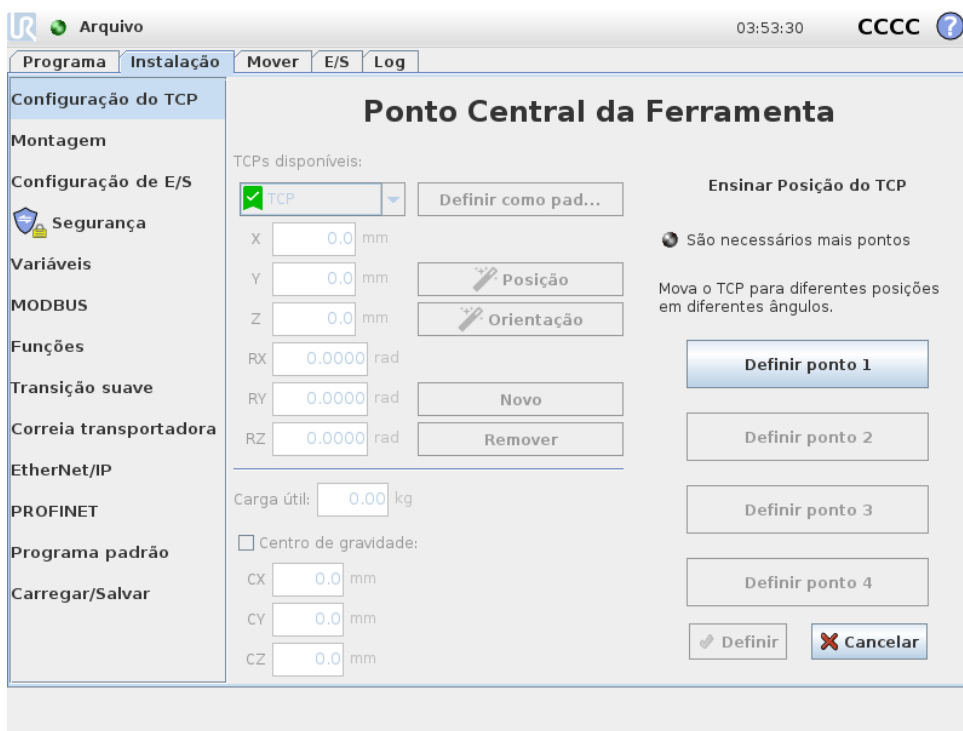 UR Arquivo 03:53:30 CCCC ?
Programa Instalação Mover E/S Log
Configuração do TCP
Montagem
Configuração de E/S
Segurança
Variáveis
MODBUS
Funções
Transição suave
Correia transportadora
EtherNet/IP
PROFINET
Programa padrão
Carregar/Salvar
Ponto Central da Ferramenta
TCPs disponíveis:
TCP Definir como pad...
X 0.0 mm
Y 0.0 mm Posição
Z 0.0 mm Orientação
RX 0.0000 rad
RY 0.0000 rad Novo
RZ 0.0000 rad Remover
Carga útil: 0.00 kg
Centro de gravidade:
CX 0.0 mm
CY 0.0 mm
CZ 0.0 mm
Ensinar Posição do TCP
São necessários mais pontos
Mova o TCP para diferentes posições
em diferentes ângulos.
Definir ponto 1
Definir ponto 2
Definir ponto 3
Definir ponto 4
Definir Cancelar